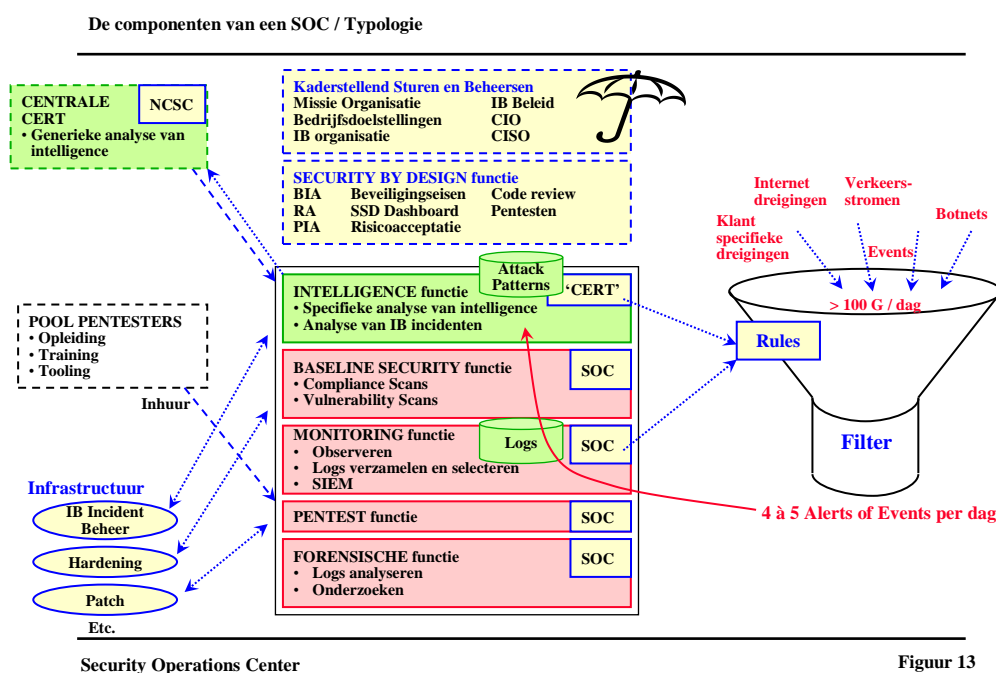 De componenten van een SOC / Typologie
CENTRALE
CERT
NCSC
• Generieke analyse van
intelligence
Kaderstellend Sturen en Beheersen
Missie Organisatie IB Beleid
Bedrijfsdoelstellingen CIO
IB organisatie CISO
SECURITY BY DESIGN functie
BIA Beveiligingseisen Code review
RA SSD Dashboard Pentesten
PIA Risicoacceptatie
Internet
dreigingen
Verkeers-
stromen
Klant
specifieke
dreigingen
Events
Botnets
> 100 G / dag
Rules
Filter
4 à 5 Alerts of Events per dag
Attack
Patterns
'CERT'
INTELLIGENCE functie
• Specifieke analyse van intelligence
• Analyse van IB incidenten
BASELINE SECURITY functie
• Compliance Scans
• Vulnerability Scans
SOC
MONITORING functie
• Observeren
• Logs verzamelen en selecteren
• SIEM
Logs
SOC
PENTEST functie
SOC
FORENSISCHE functie
• Logs analyseren
• Onderzoeken
SOC
POOL PENTESTERS
• Opleiding
• Training
• Tooling
Inhuur
Infrastructuur
IB Incident
Beheer
Hardening
Patch
Etc.
Security Operations Center
Figuur 13